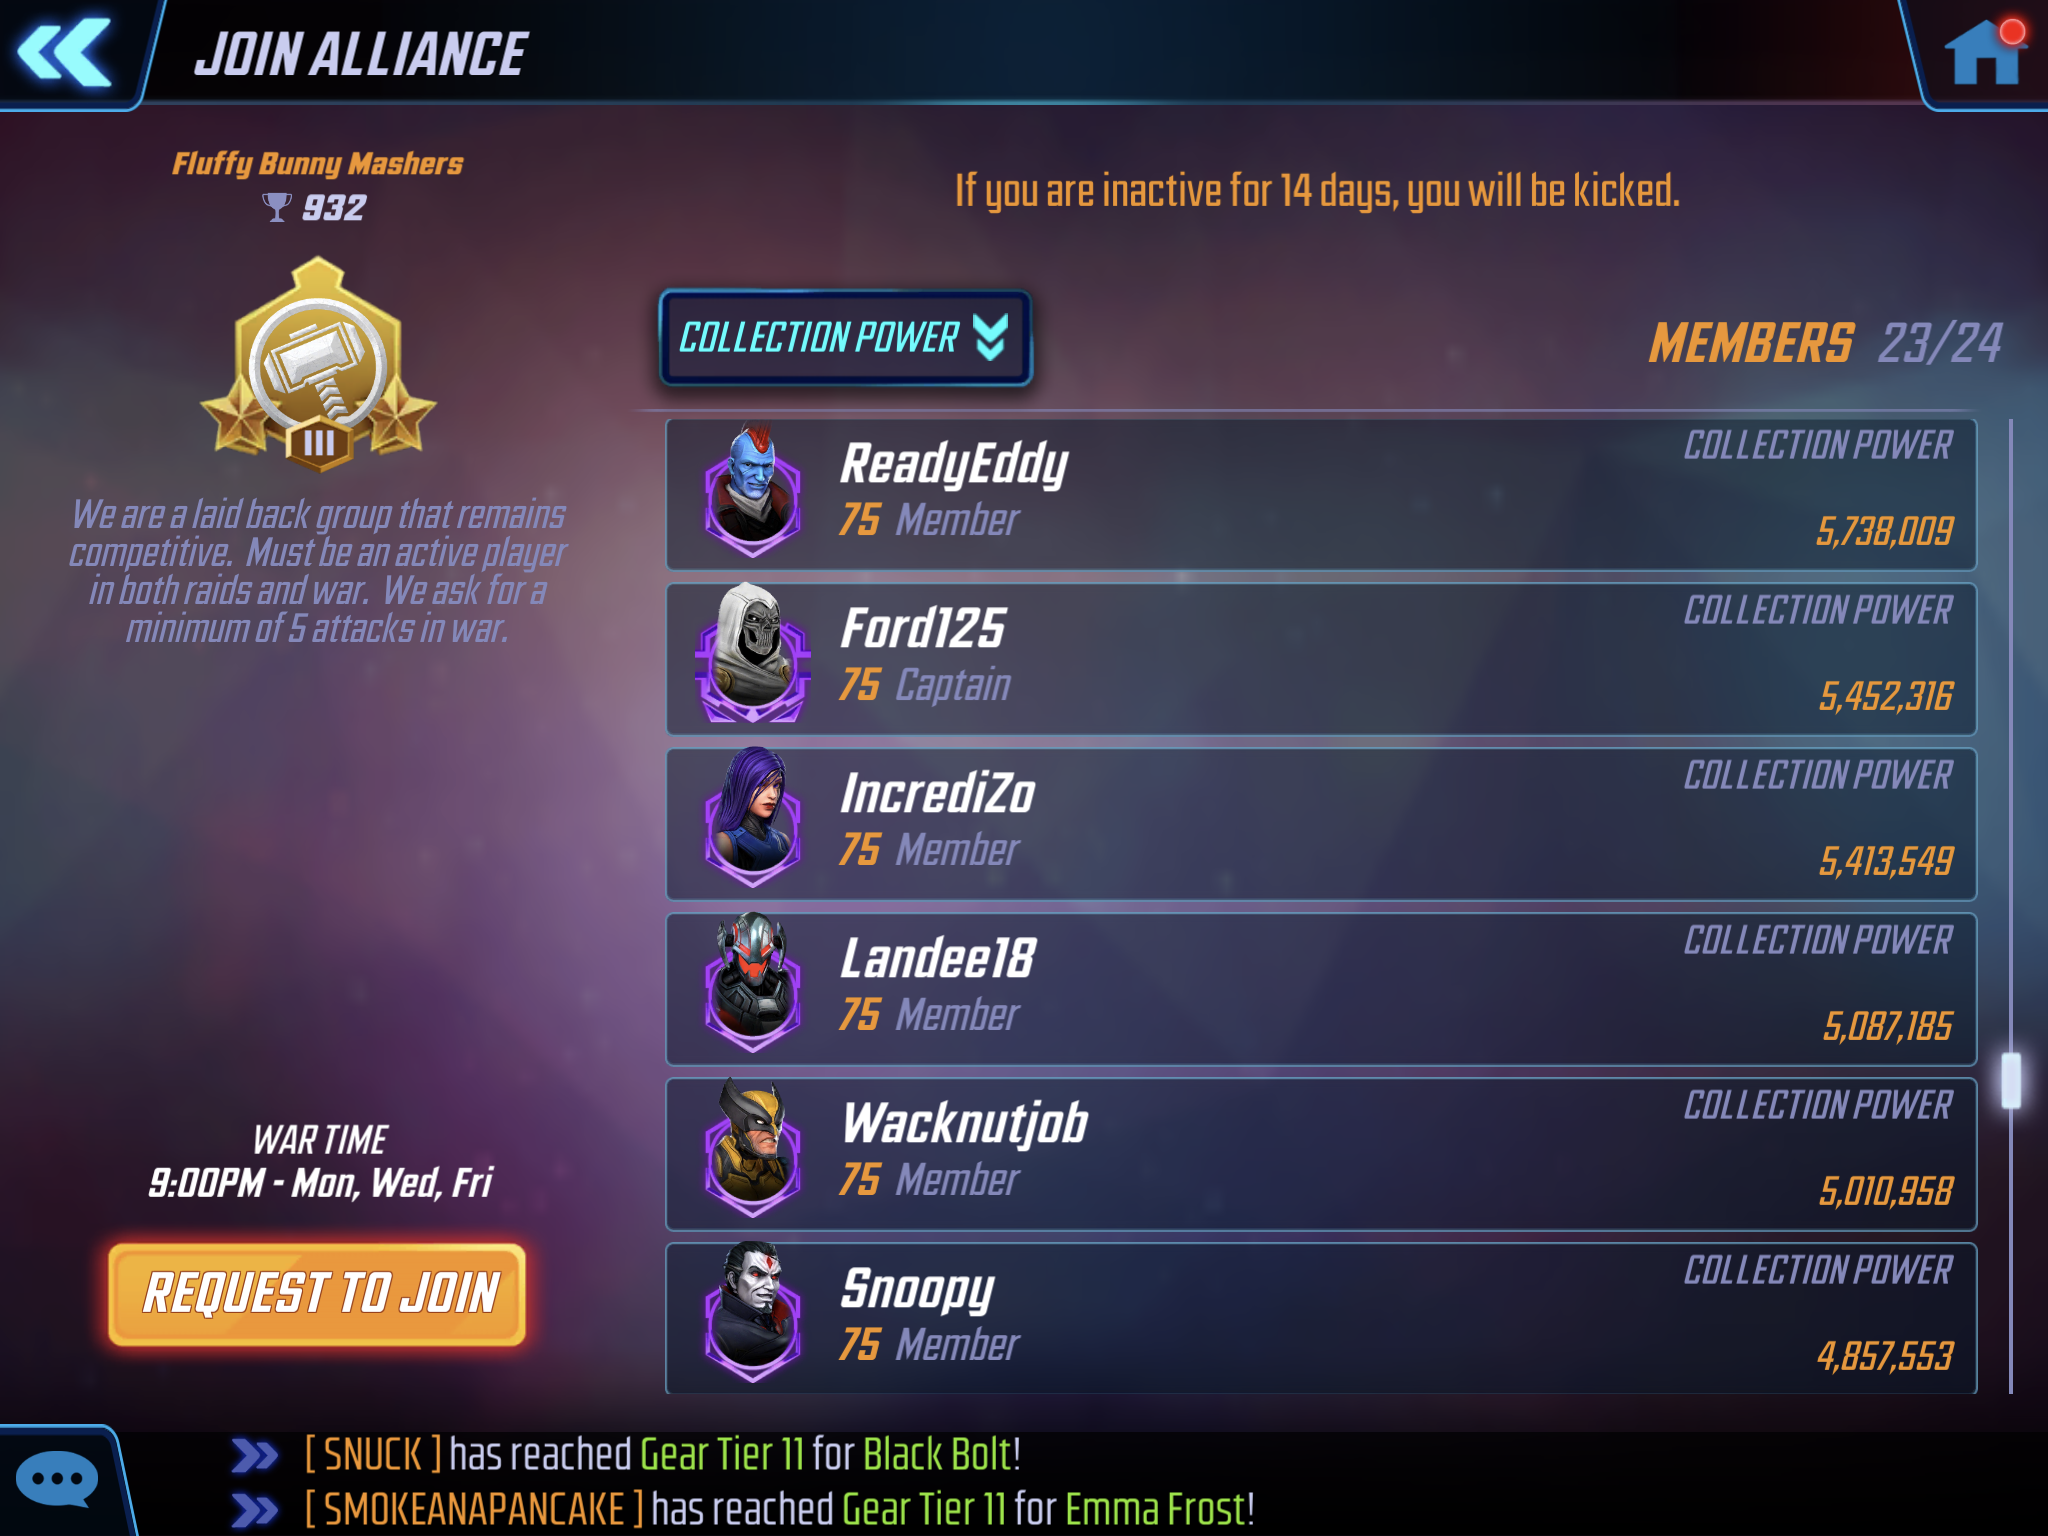 JOIN ALLIANCE
Fluffy Bunny Mashers
932
III
We are a laid back group that remains
competitive. Must be an active player
in both raids and war. We ask for a
minimum of 5 attacks in war.
WAR TIME
9:00PM - Mon, Wed, Fri
REQUEST TO JOIN
If you are inactive for 14 days, you will be kicked.
COLLECTION POWER
MEMBERS 23/24
ReadyEddy
75 Member
COLLECTION POWER
5,738,009
Ford125
75 Captain
COLLECTION POWER
5,452,316
IncrediZo
75 Member
COLLECTION POWER
5,413,549
Landee18
75 Member
COLLECTION POWER
5,087,185
Wacknutjob
75 Member
COLLECTION POWER
5,010,958
Snoopy
75 Member
COLLECTION POWER
4,857,553
[ SNUCK ] has reached Gear Tier 11 for Black Bolt!
[ SMOKEANAPANCAKE ] has reached Gear Tier 11 for Emma Frost!